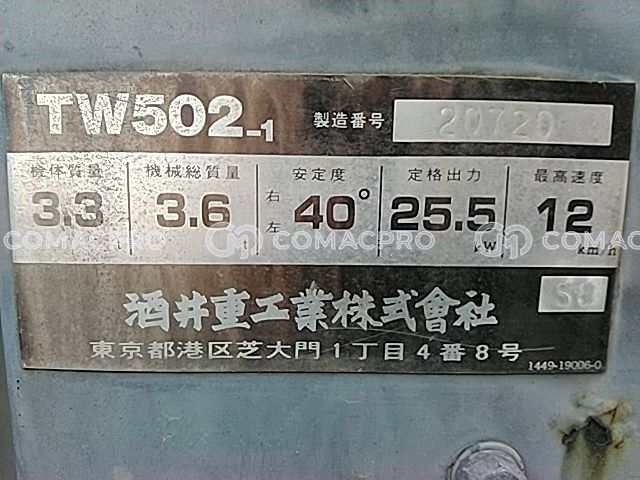 TW502-1 製造番号 20720
機体質量 機械総質量 安定度 定格出力 最高速度
3.3 3.6 t 右 左 40° 25.5 kW 12 km/h
COMACPRO COMACPRO COMACPRO
酒井重工業株式會社
東京都港区芝大門1丁目4番8号
1449-19006-0